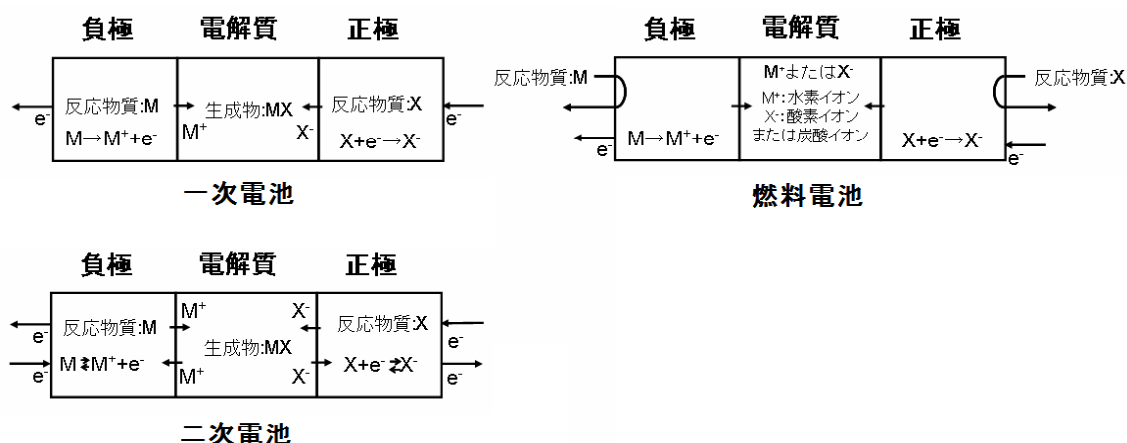 負極 電解質 正極
反応物質:M
M→M⁺+e⁻
e⁻
生成物:MX
M⁺ X⁻
反応物質:X
X+e⁻→X⁻
e⁻
一次電池
負極 電解質 正極
反応物質:M
e⁻
M→M⁺+e⁻
M⁺またはX⁻
M⁺:水素イオン
X⁻:酸素イオン
または炭酸イオン
反応物質:X
X+e⁻→X⁻
e⁻
燃料電池
負極 電解質 正極
e⁻
反応物質:M
M⇄M⁺+e⁻
e⁻
M⁺ X⁻
生成物:MX
M⁺ X⁻
反応物質:X
X+e⁻⇄X⁻
e⁻
e⁻
二次電池